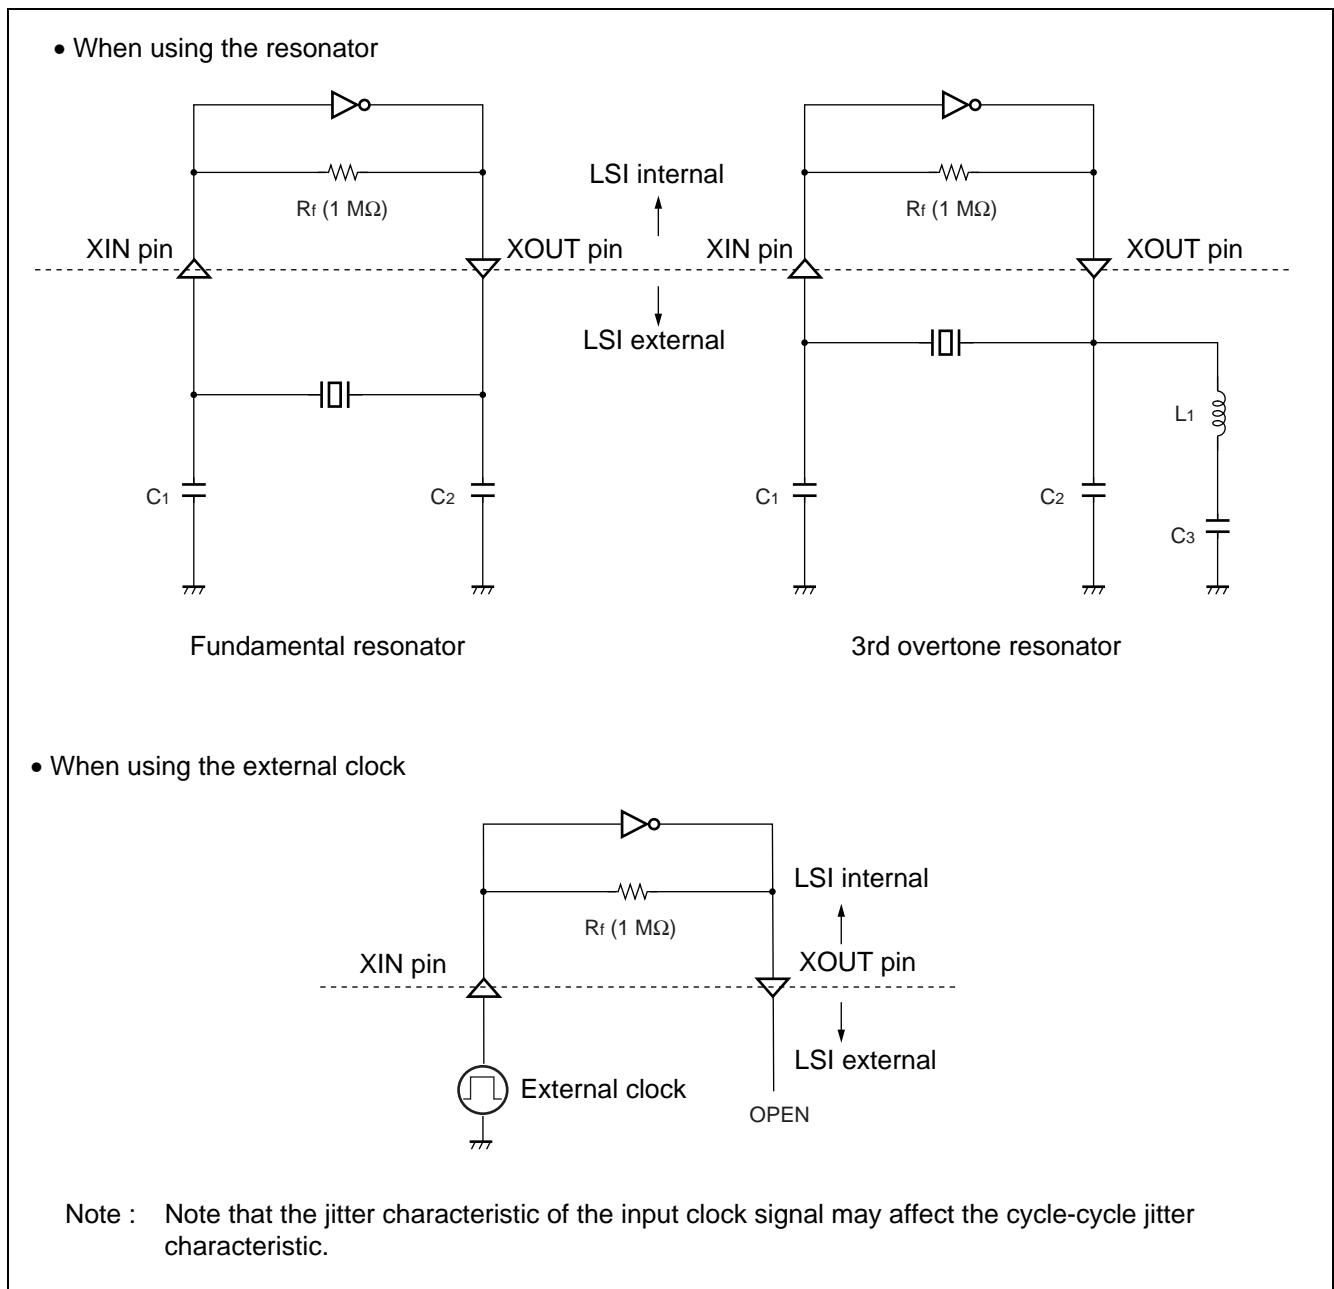 • When using the resonator
Rf (1 MΩ)
XIN pin
XOUT pin
LSI internal
LSI external
C1
C2
Fundamental resonator
Rf (1 MΩ)
XIN pin
XOUT pin
L1
C1
C2
C3
3rd overtone resonator
• When using the external clock
Rf (1 MΩ)
LSI internal
XIN pin
XOUT pin
LSI external
External clock
OPEN
Note : Note that the jitter characteristic of the input clock signal may affect the cycle-cycle jitter
characteristic.